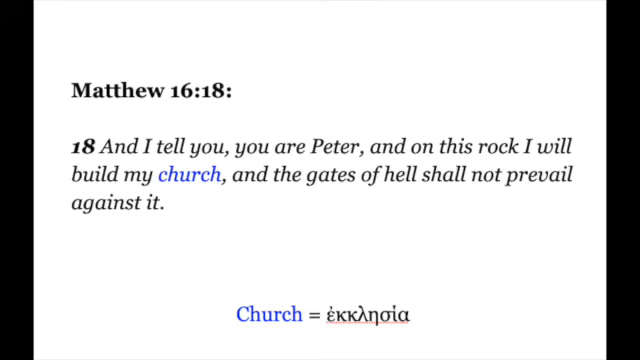 Matthew 16:18:
18 And I tell you, you are Peter, and on this rock I will
build my church, and the gates of hell shall not prevail
against it.
Church = ἐκκλησία